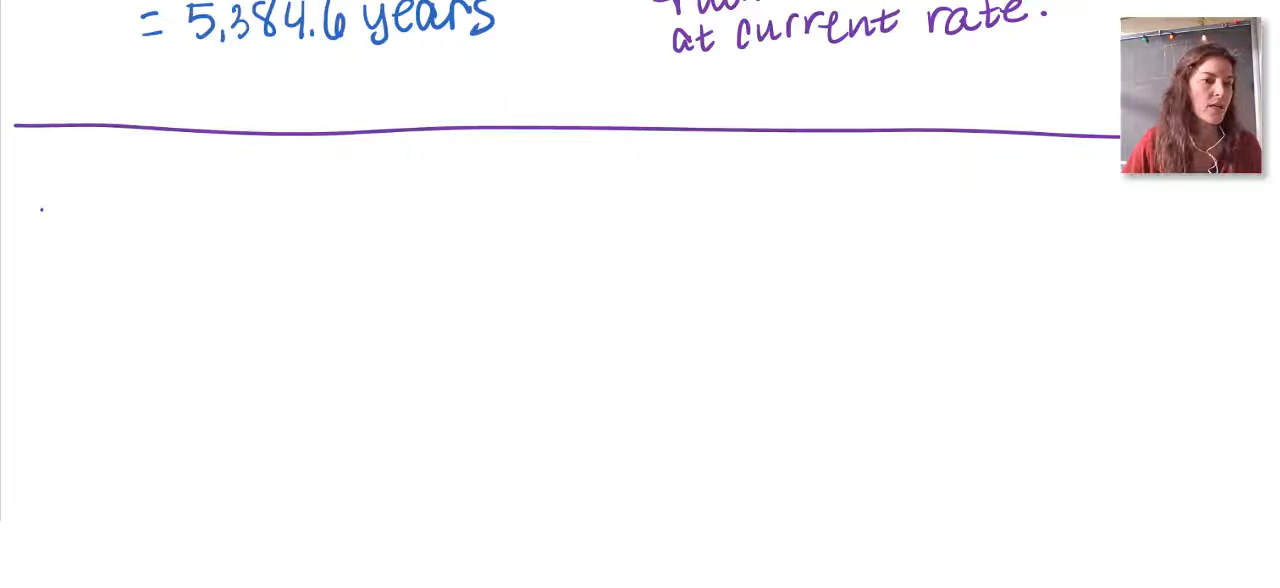 = 5,384.6 years
at current rate.